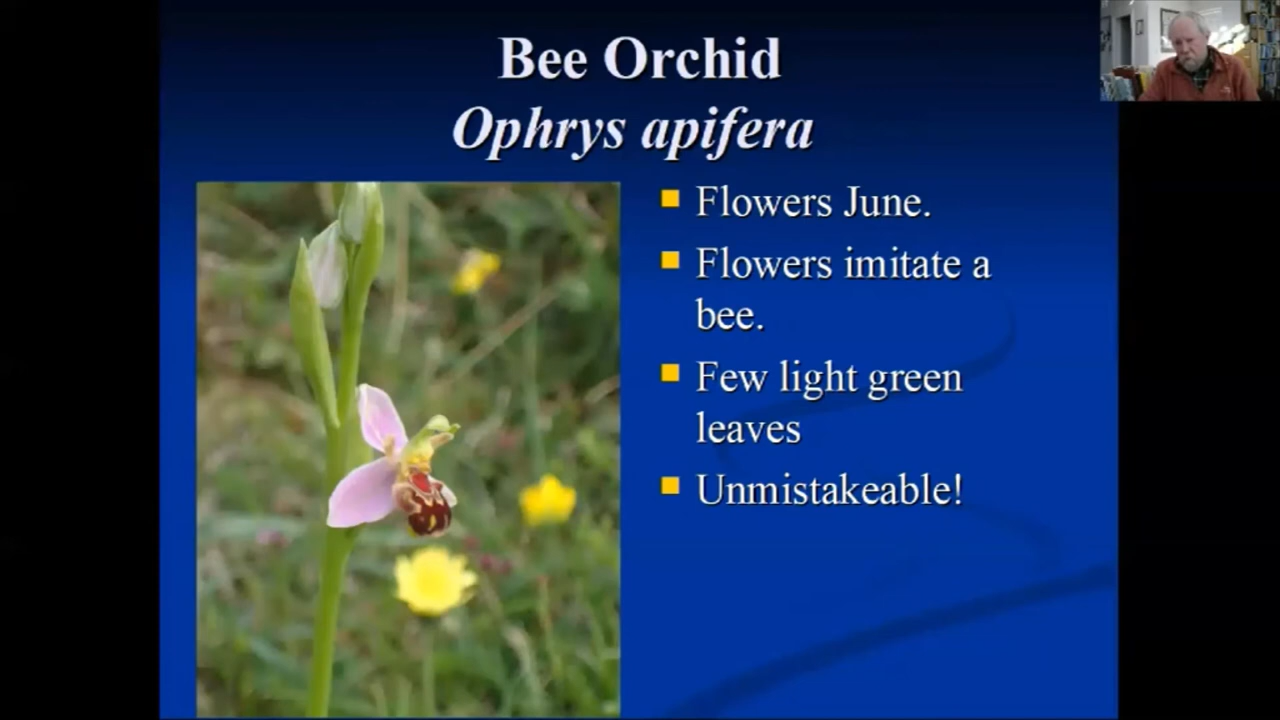 Bee Orchid
Ophrys apifera
Flowers June.
Flowers imitate a
bee.
Few light green
leaves
Unmistakeable!